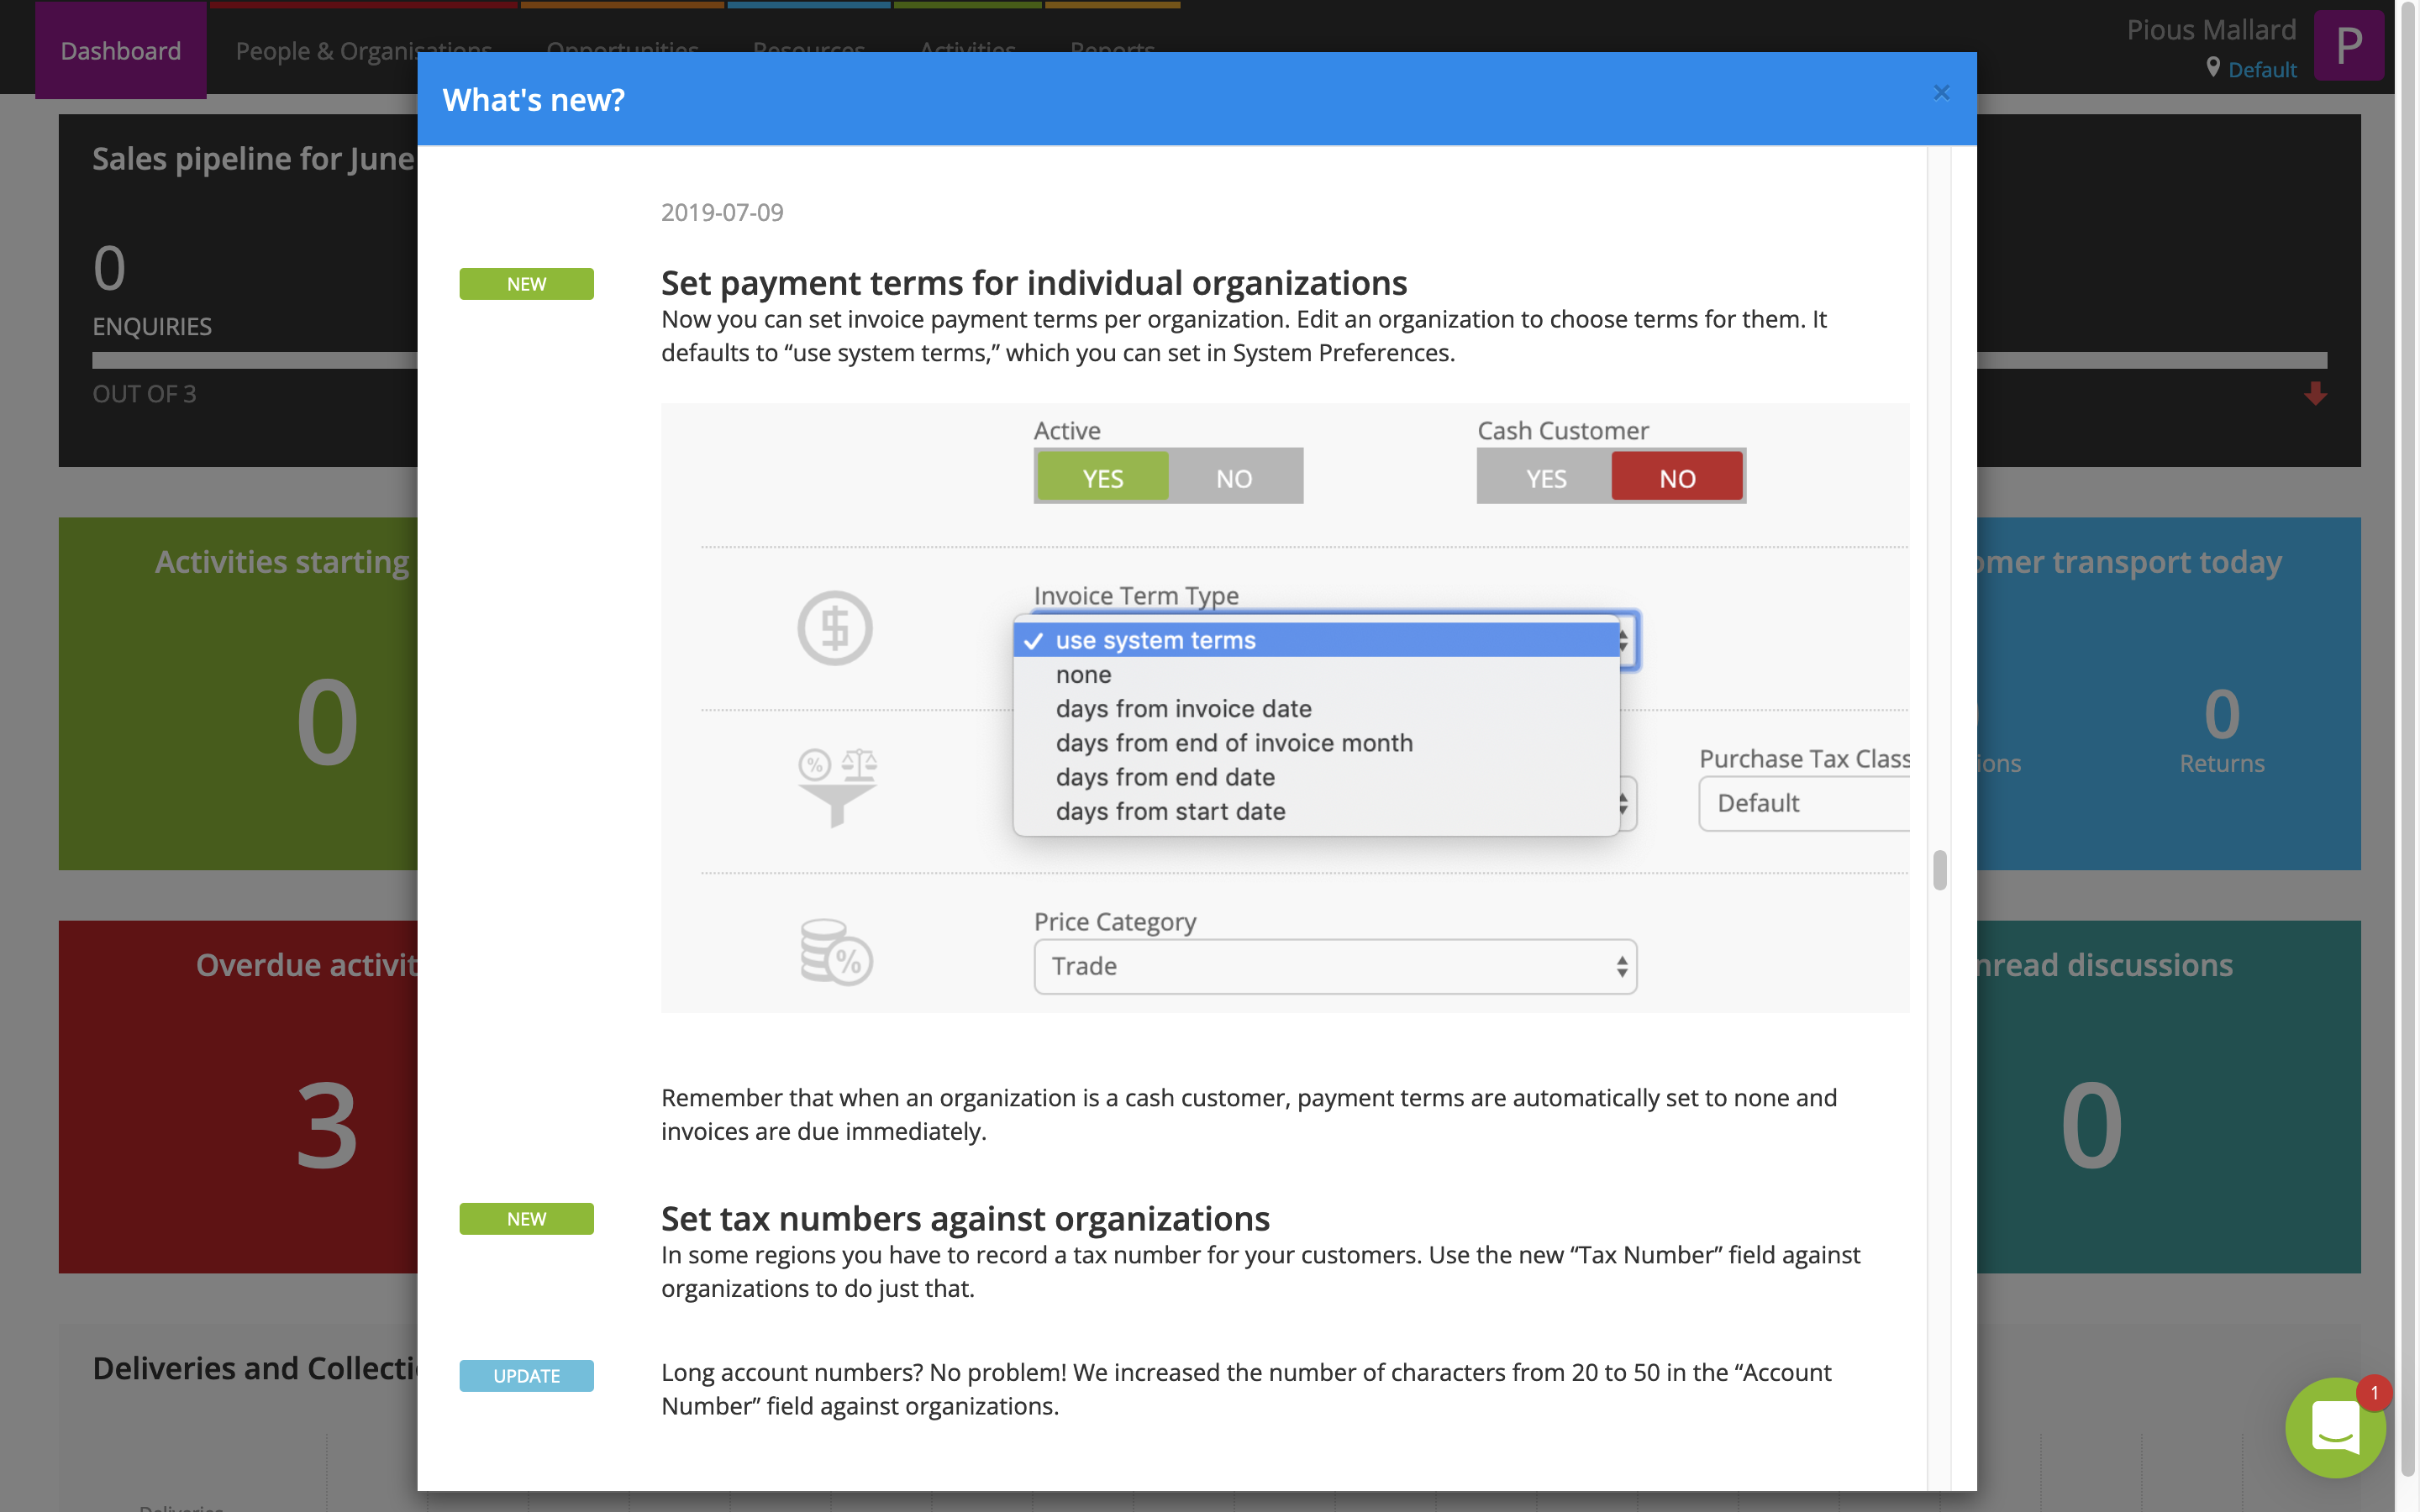 Dashboard
People & Organisations
Opportunities
Resources
Activities
Reports
Pious Mallard
Default
P
What's new?
×
Sales pipeline for June
0
ENQUIRIES
OUT OF 3
Activities starting
0
Overdue activit
3
Deliveries and Collecti
Deliveries
2019-07-09
NEW
Set payment terms for individual organizations
Now you can set invoice payment terms per organization. Edit an organization to choose terms for them. It
defaults to “use system terms,” which you can set in System Preferences.
Active
YES NO
Cash Customer
YES NO
Invoice Term Type
✓ use system terms
none
days from invoice date
days from end of invoice month
days from end date
days from start date
Purchase Tax Class
Default
Price Category
Trade
Remember that when an organization is a cash customer, payment terms are automatically set to none and
invoices are due immediately.
NEW
Set tax numbers against organizations
In some regions you have to record a tax number for your customers. Use the new “Tax Number” field against
organizations to do just that.
UPDATE
Long account numbers? No problem! We increased the number of characters from 20 to 50 in the “Account
Number” field against organizations.
omer transport today
0
ions
Returns
nread discussions
0
1